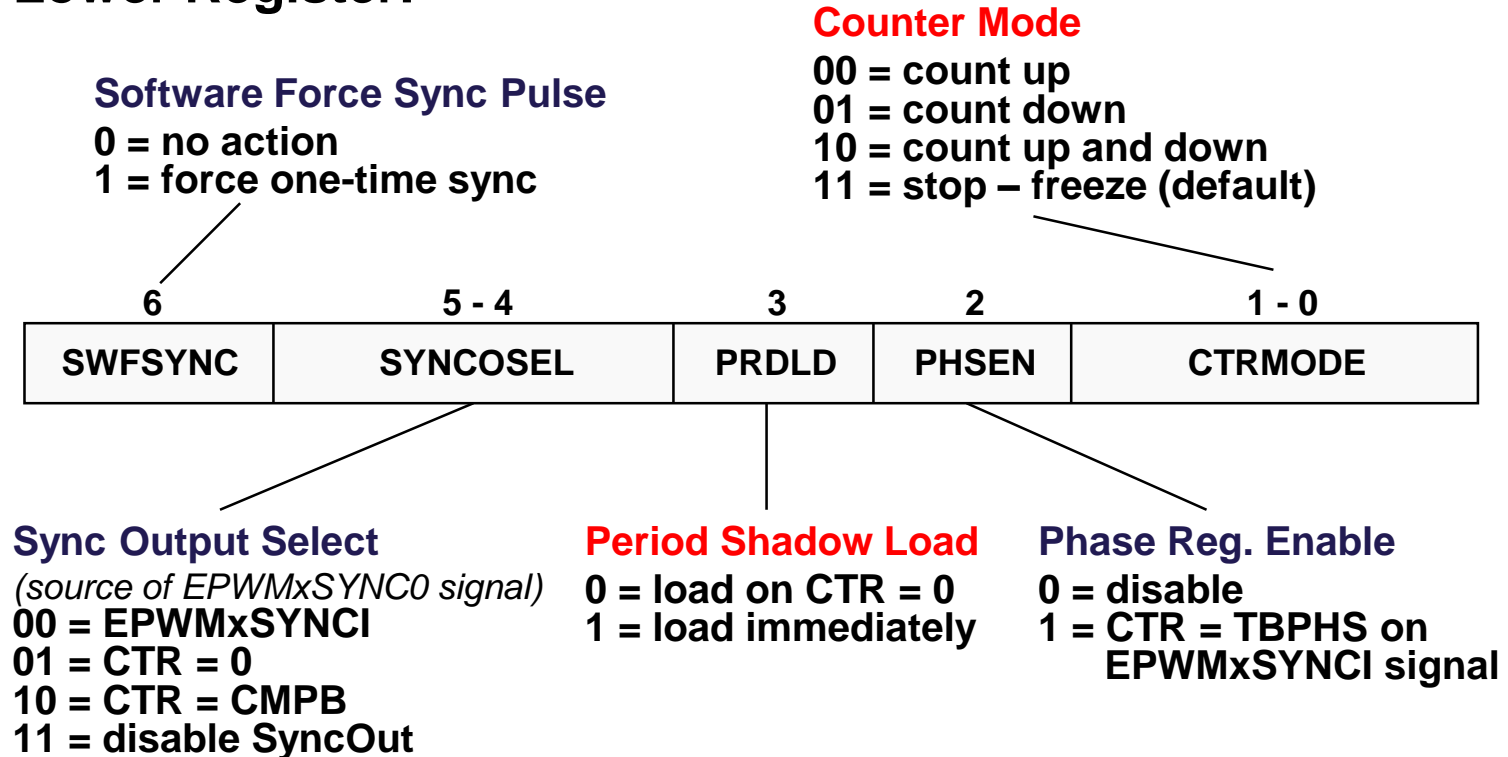 Counter Mode
00 = count up
01 = count down
10 = count up and down
11 = stop – freeze (default)
Software Force Sync Pulse
0 = no action
1 = force one-time sync
6
5 - 4
3
2
1 - 0
SWFSYNC
SYNCOSEL
PRDLD
PHSEN
CTRMODE
Sync Output Select
(source of EPWMxSYNC0 signal)
00 = EPWMxSYNCI
01 = CTR = 0
10 = CTR = CMPB
11 = disable SyncOut
Period Shadow Load
0 = load on CTR = 0
1 = load immediately
Phase Reg. Enable
0 = disable
1 = CTR = TBPHS on
EPWMxSYNCI signal